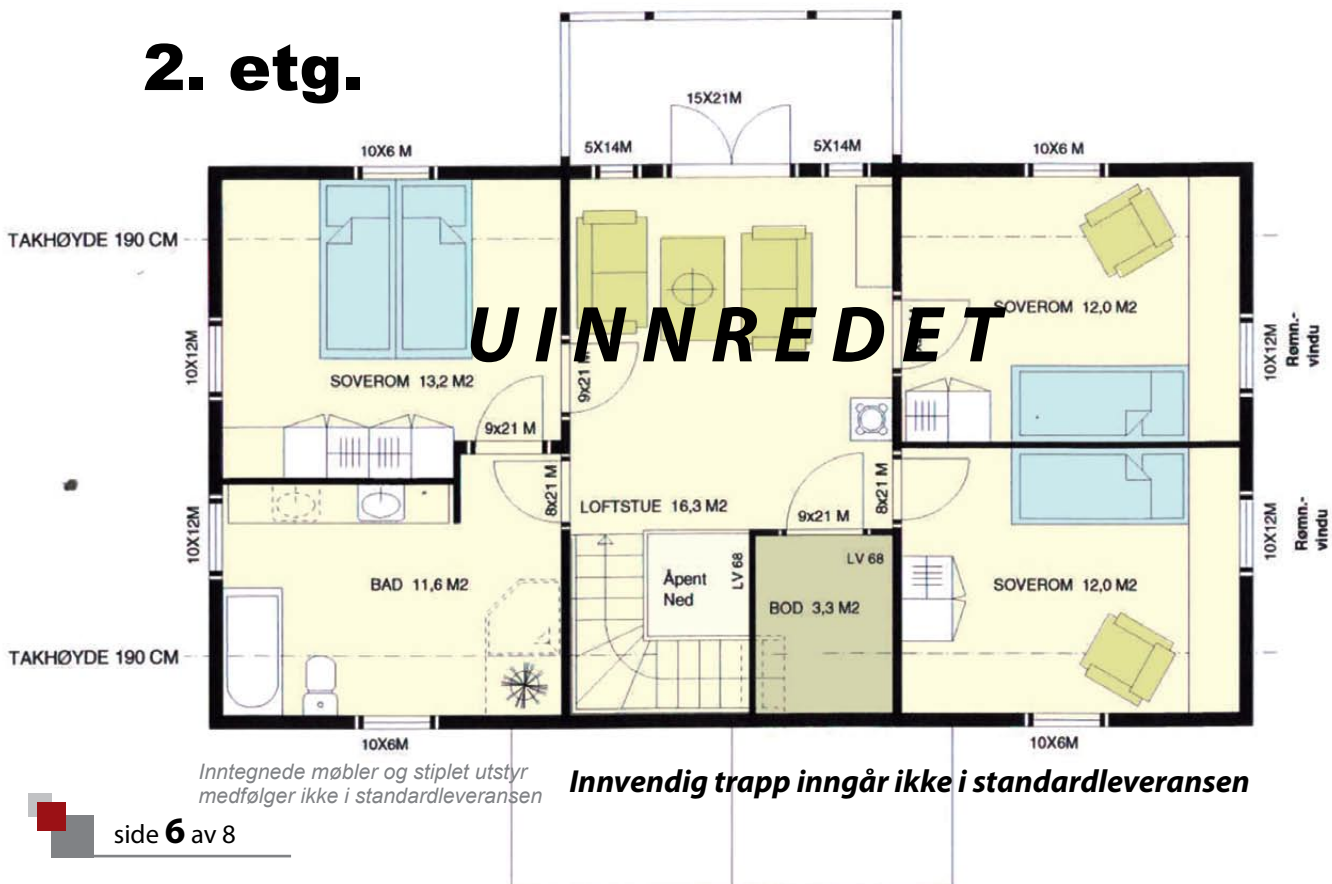 2. etg.
15X21M
10X6 M
5X14M
5X14M
10X6 M
TAKHØYDE 190 CM
UINNREDET
SOVEROM 12,0 M2
10X12M
10X12M
Rømn.-
vindu
SOVEROM 13,2 M2
9x21 M
9x21 M
8x21 M
LOFTSTUE 16,3 M2
9x21 M
8x21 M
10X12M
10X12M
Rømn.-
vindu
BAD 11,6 M2
Åpent
Ned
LV 68
LV 68
BOD 3,3 M2
SOVEROM 12,0 M2
TAKHØYDE 190 CM
10X6M
10X6M
Inntegnede møbler og stiplet utstyr
medfølger ikke i standardleveransen
Innvendig trapp inngår ikke i standardleveransen
side 6 av 8